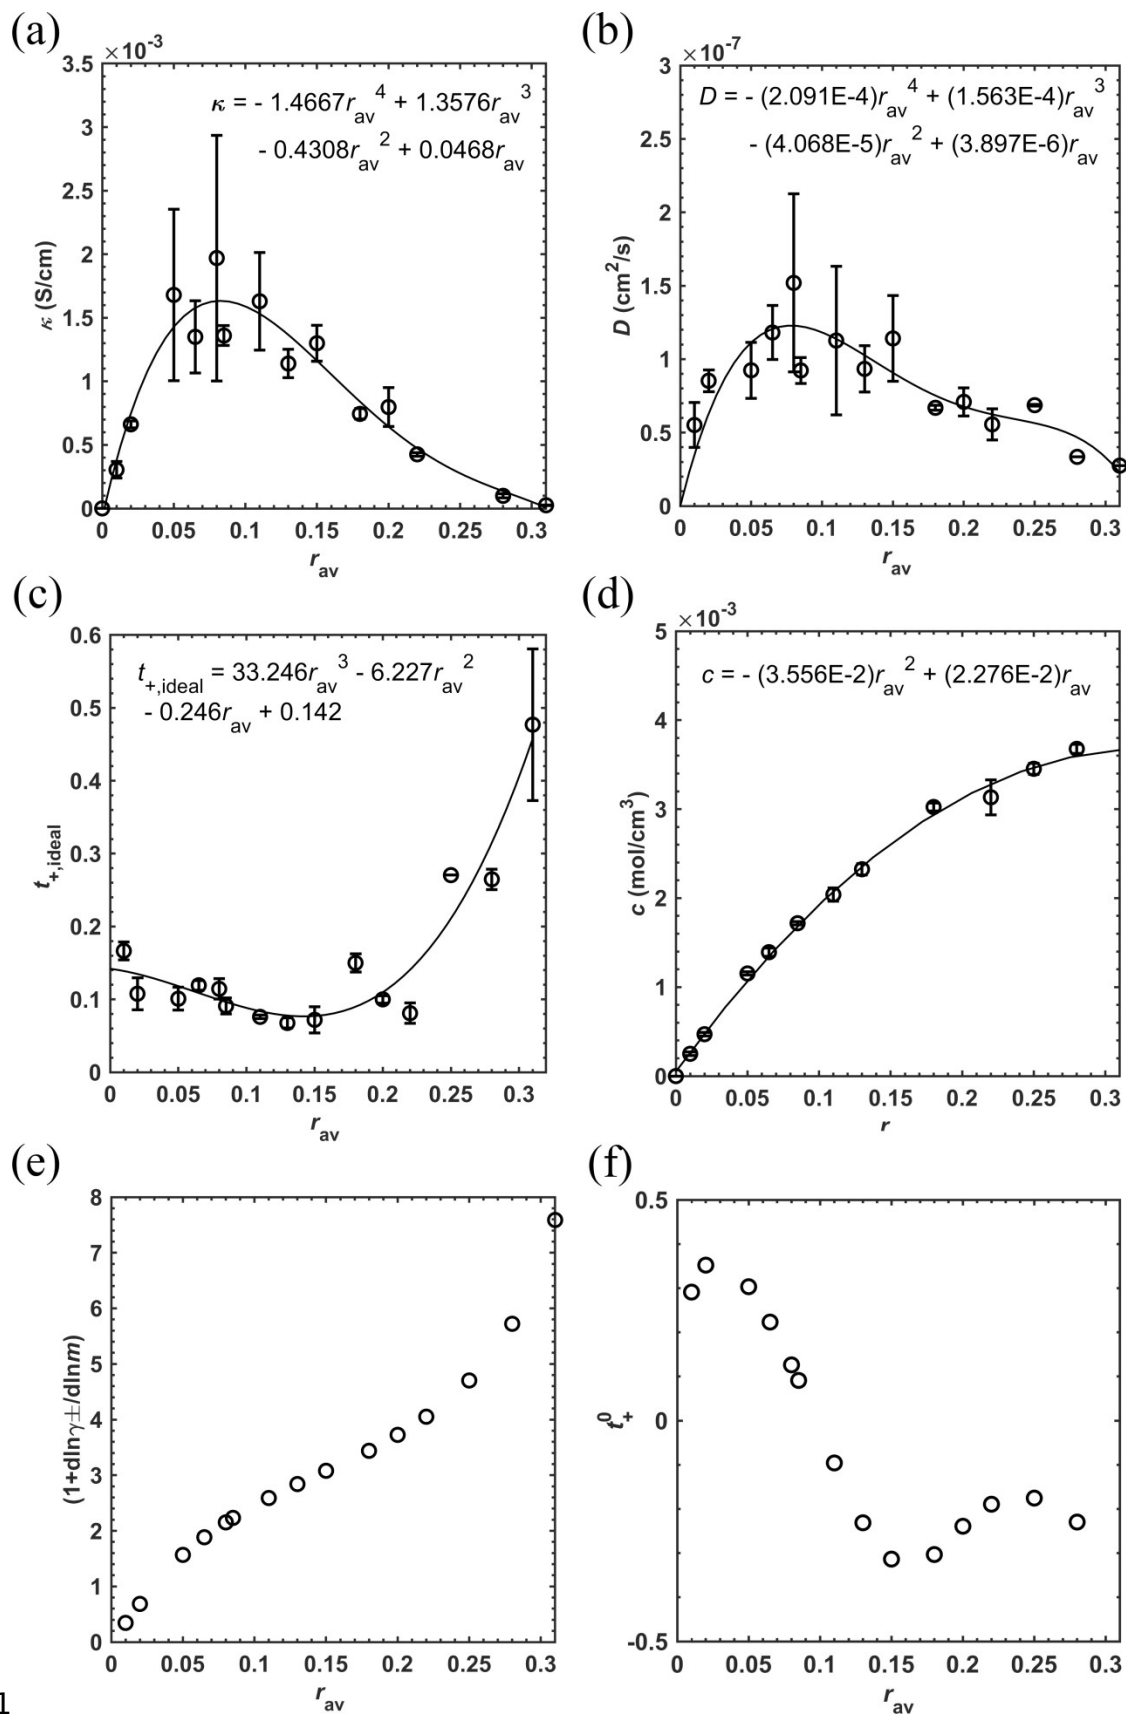 (a)
×10⁻³
3.5
3
2.5
2
1.5
1
0.5
0
κ (S/cm)
κ = - 1.4667r_av⁴ + 1.3576r_av³
- 0.4308r_av² + 0.0468r_av
0 0.05 0.1 0.15 0.2 0.25 0.3
r_av
(b)
×10⁻⁷
3
2.5
2
1.5
1
0.5
0
D (cm²/s)
D = - (2.091E-4)r_av⁴ + (1.563E-4)r_av³
- (4.068E-5)r_av² + (3.897E-6)r_av
0 0.05 0.1 0.15 0.2 0.25 0.3
r_av
(c)
0.6
0.5
0.4
0.3
0.2
0.1
0
t_+,ideal
t_+,ideal = 33.246r_av³ - 6.227r_av²
- 0.246r_av + 0.142
0 0.05 0.1 0.15 0.2 0.25 0.3
r_av
(d)
×10⁻³
5
4
3
2
1
0
c (mol/cm³)
c = - (3.556E-2)r_av² + (2.276E-2)r_av
0 0.05 0.1 0.15 0.2 0.25 0.3
r
(e)
8
7
6
5
4
3
2
1
0
(1+dlnγ±/dlnm)
0 0.05 0.1 0.15 0.2 0.25 0.3
r_av
(f)
0.5
0
-0.5
t₊⁰
0 0.05 0.1 0.15 0.2 0.25 0.3
r_av
1